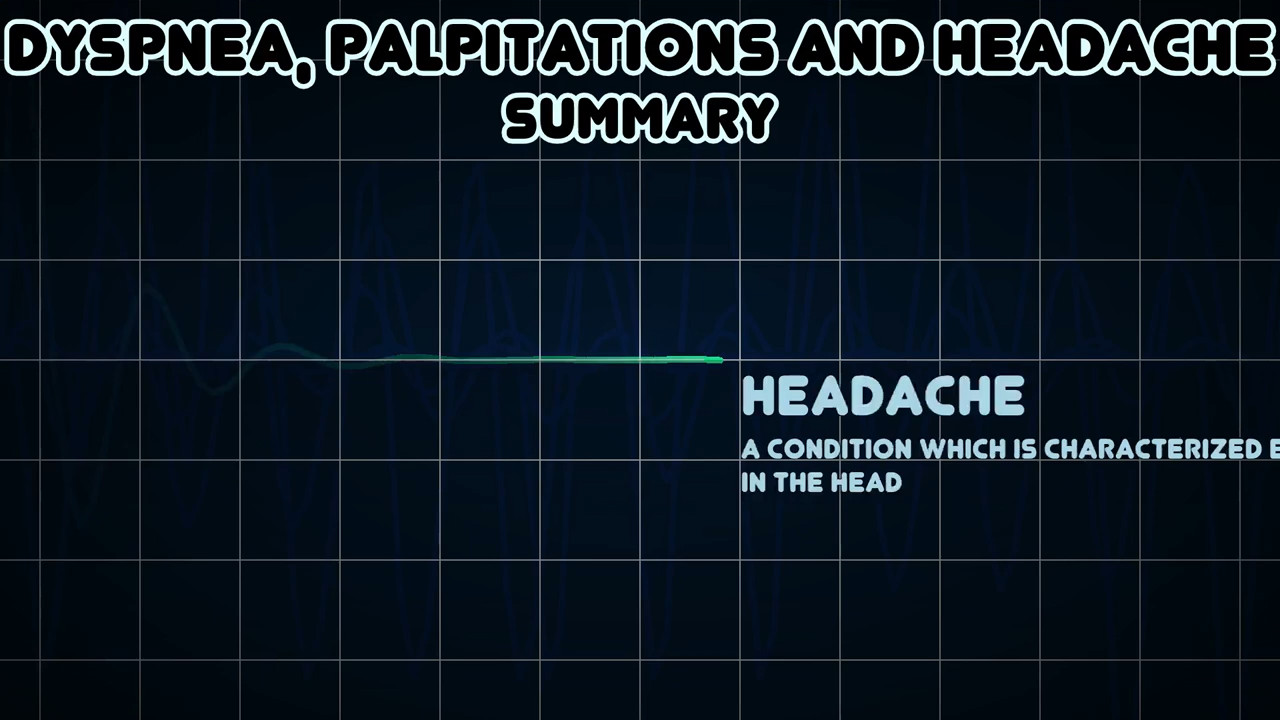 DYSPNEA, PALPITATIONS AND HEADACHE
SUMMARY
HEADACHE
A CONDITION WHICH IS CHARACTERIZED
IN THE HEAD